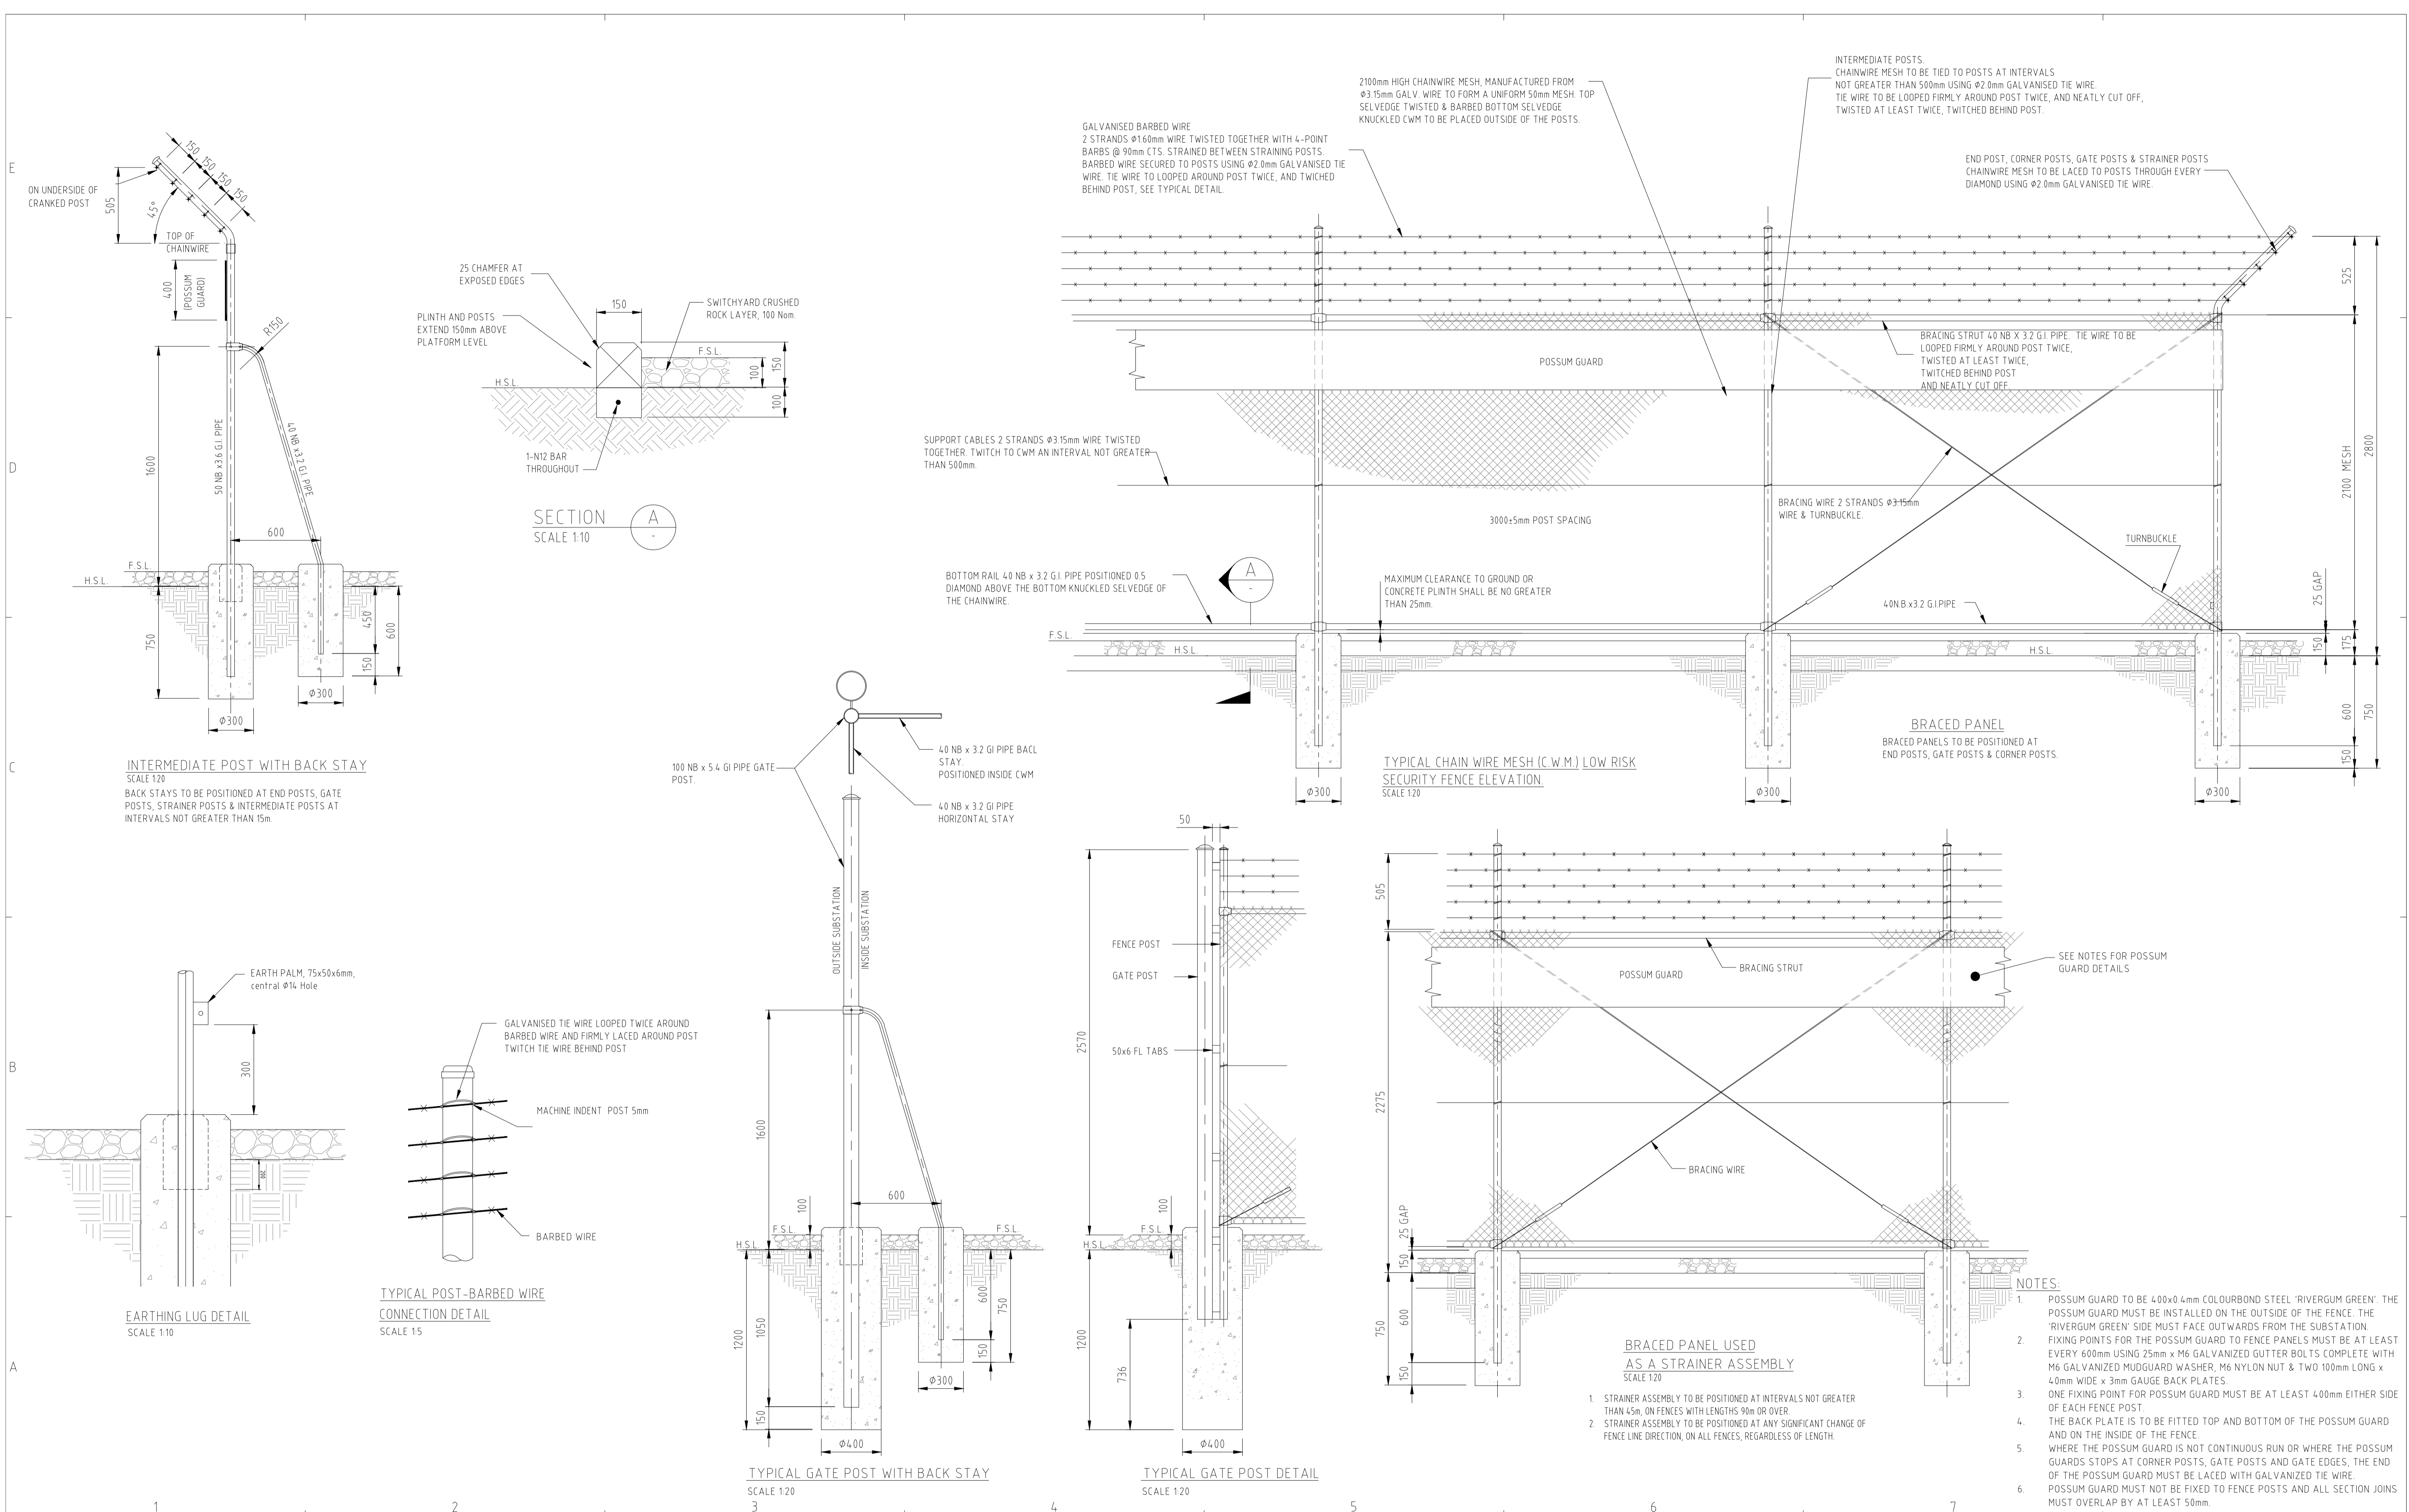 E
D
C
B
A
1
2
3
4
5
6
7
ON UNDERSIDE OF
CRANKED POST
150
150
150
150
505
45°
TOP OF
CHAINWIRE
400
(POSSUM
GUARD)
R150
1600
50 NB x3.6 G.I. PIPE
40 NB x3.2 G.I. PIPE
600
F.S.L.
H.S.L.
750
450
600
150
Ø300
Ø300
INTERMEDIATE POST WITH BACK STAY
SCALE 1:20
BACK STAYS TO BE POSITIONED AT END POSTS, GATE
POSTS, STRAINER POSTS & INTERMEDIATE POSTS AT
INTERVALS NOT GREATER THAN 15m.
25 CHAMFER AT
EXPOSED EDGES
150
SWITCHYARD CRUSHED
ROCK LAYER, 100 Nom.
PLINTH AND POSTS
EXTEND 150mm ABOVE
PLATFORM LEVEL
F.S.L.
H.S.L.
100
150
100
1-N12 BAR
THROUGHOUT
SECTION
A
-
SCALE 1:10
GALVANISED BARBED WIRE
2 STRANDS Ø1.60mm WIRE TWISTED TOGETHER WITH 4-POINT
BARBS @ 90mm CTS. STRAINED BETWEEN STRAINING POSTS.
BARBED WIRE SECURED TO POSTS USING Ø2.0mm GALVANISED TIE
WIRE. TIE WIRE TO LOOPED AROUND POST TWICE, AND TWICHED
BEHIND POST, SEE TYPICAL DETAIL.
2100mm HIGH CHAINWIRE MESH, MANUFACTURED FROM
Ø3.15mm GALV. WIRE TO FORM A UNIFORM 50mm MESH. TOP
SELVEDGE TWISTED & BARBED BOTTOM SELVEDGE
KNUCKLED CWM TO BE PLACED OUTSIDE OF THE POSTS.
INTERMEDIATE POSTS.
CHAINWIRE MESH TO BE TIED TO POSTS AT INTERVALS
NOT GREATER THAN 500mm USING Ø2.0mm GALVANISED TIE WIRE.
TIE WIRE TO BE LOOPED FIRMLY AROUND POST TWICE, AND NEATLY CUT OFF,
TWISTED AT LEAST TWICE, TWITCHED BEHIND POST.
END POST, CORNER POSTS, GATE POSTS & STRAINER POSTS
CHAINWIRE MESH TO BE LACED TO POSTS THROUGH EVERY
DIAMOND USING Ø2.0mm GALVANISED TIE WIRE.
BRACING STRUT 40 NB X 3.2 G.I. PIPE. TIE WIRE TO BE
LOOPED FIRMLY AROUND POST TWICE,
TWISTED AT LEAST TWICE,
TWITCHED BEHIND POST
AND NEATLY CUT OFF.
POSSUM GUARD
SUPPORT CABLES 2 STRANDS Ø3.15mm WIRE TWISTED
TOGETHER. TWITCH TO CWM AN INTERVAL NOT GREATER
THAN 500mm.
3000±5mm POST SPACING
BRACING WIRE 2 STRANDS Ø3.15mm
WIRE & TURNBUCKLE.
TURNBUCKLE
BOTTOM RAIL 40 NB x 3.2 G.I. PIPE POSITIONED 0.5
DIAMOND ABOVE THE BOTTOM KNUCKLED SELVEDGE OF
THE CHAINWIRE.
A
-
MAXIMUM CLEARANCE TO GROUND OR
CONCRETE PLINTH SHALL BE NO GREATER
THAN 25mm.
40N.B.x3.2 G.I.PIPE
F.S.L.
H.S.L.
H.S.L.
525
2100 MESH
2800
25 GAP
150
175
600
750
150
Ø300
Ø300
Ø300
TYPICAL CHAIN WIRE MESH (C.W.M.) LOW RISK
SECURITY FENCE ELEVATION.
SCALE 1:20
BRACED PANEL
BRACED PANELS TO BE POSITIONED AT
END POSTS, GATE POSTS & CORNER POSTS.
EARTH PALM, 75x50x6mm,
central Ø14 Hole
300
200
EARTHING LUG DETAIL
SCALE 1:10
GALVANISED TIE WIRE LOOPED TWICE AROUND
BARBED WIRE AND FIRMLY LACED AROUND POST
TWITCH TIE WIRE BEHIND POST
MACHINE INDENT POST 5mm
BARBED WIRE
TYPICAL POST-BARBED WIRE
CONNECTION DETAIL
SCALE 1:5
100 NB x 5.4 GI PIPE GATE
POST.
40 NB x 3.2 GI PIPE BACL
STAY.
POSITIONED INSIDE CWM
40 NB x 3.2 GI PIPE
HORIZONTAL STAY
OUTSIDE SUBSTATION
INSIDE SUBSTATION
1600
600
100
F.S.L.
F.S.L.
H.S.L.
1200
1050
150
600
750
150
Ø300
Ø400
TYPICAL GATE POST WITH BACK STAY
SCALE 1:20
50
2570
FENCE POST
GATE POST
50x6 FL TABS
100
F.S.L
H.S.L.
1200
736
Ø400
TYPICAL GATE POST DETAIL
SCALE 1:20
505
2275
POSSUM GUARD
BRACING STRUT
SEE NOTES FOR POSSUM
GUARD DETAILS
BRACING WIRE
25 GAP
150
750
600
150
BRACED PANEL USED
AS A STRAINER ASSEMBLY
SCALE 1:20
1. STRAINER ASSEMBLY TO BE POSITIONED AT INTERVALS NOT GREATER
THAN 45m, ON FENCES WITH LENGTHS 90m OR OVER.
2. STRAINER ASSEMBLY TO BE POSITIONED AT ANY SIGNIFICANT CHANGE OF
FENCE LINE DIRECTION, ON ALL FENCES, REGARDLESS OF LENGTH.
NOTES:
1. POSSUM GUARD TO BE 400x0.4mm COLOURBOND STEEL 'RIVERGUM GREEN'. THE
POSSUM GUARD MUST BE INSTALLED ON THE OUTSIDE OF THE FENCE. THE
'RIVERGUM GREEN' SIDE MUST FACE OUTWARDS FROM THE SUBSTATION.
2. FIXING POINTS FOR THE POSSUM GUARD TO FENCE PANELS MUST BE AT LEAST
EVERY 600mm USING 25mm x M6 GALVANIZED GUTTER BOLTS COMPLETE WITH
M6 GALVANIZED MUDGUARD WASHER, M6 NYLON NUT & TWO 100mm LONG x
40mm WIDE x 3mm GAUGE BACK PLATES.
3. ONE FIXING POINT FOR POSSUM GUARD MUST BE AT LEAST 400mm EITHER SIDE
OF EACH FENCE POST.
4. THE BACK PLATE IS TO BE FITTED TOP AND BOTTOM OF THE POSSUM GUARD
AND ON THE INSIDE OF THE FENCE.
5. WHERE THE POSSUM GUARD IS NOT CONTINUOUS RUN OR WHERE THE POSSUM
GUARDS STOPS AT CORNER POSTS, GATE POSTS AND GATE EDGES, THE END
OF THE POSSUM GUARD MUST BE LACED WITH GALVANIZED TIE WIRE.
6. POSSUM GUARD MUST NOT BE FIXED TO FENCE POSTS AND ALL SECTION JOINS
MUST OVERLAP BY AT LEAST 50mm.